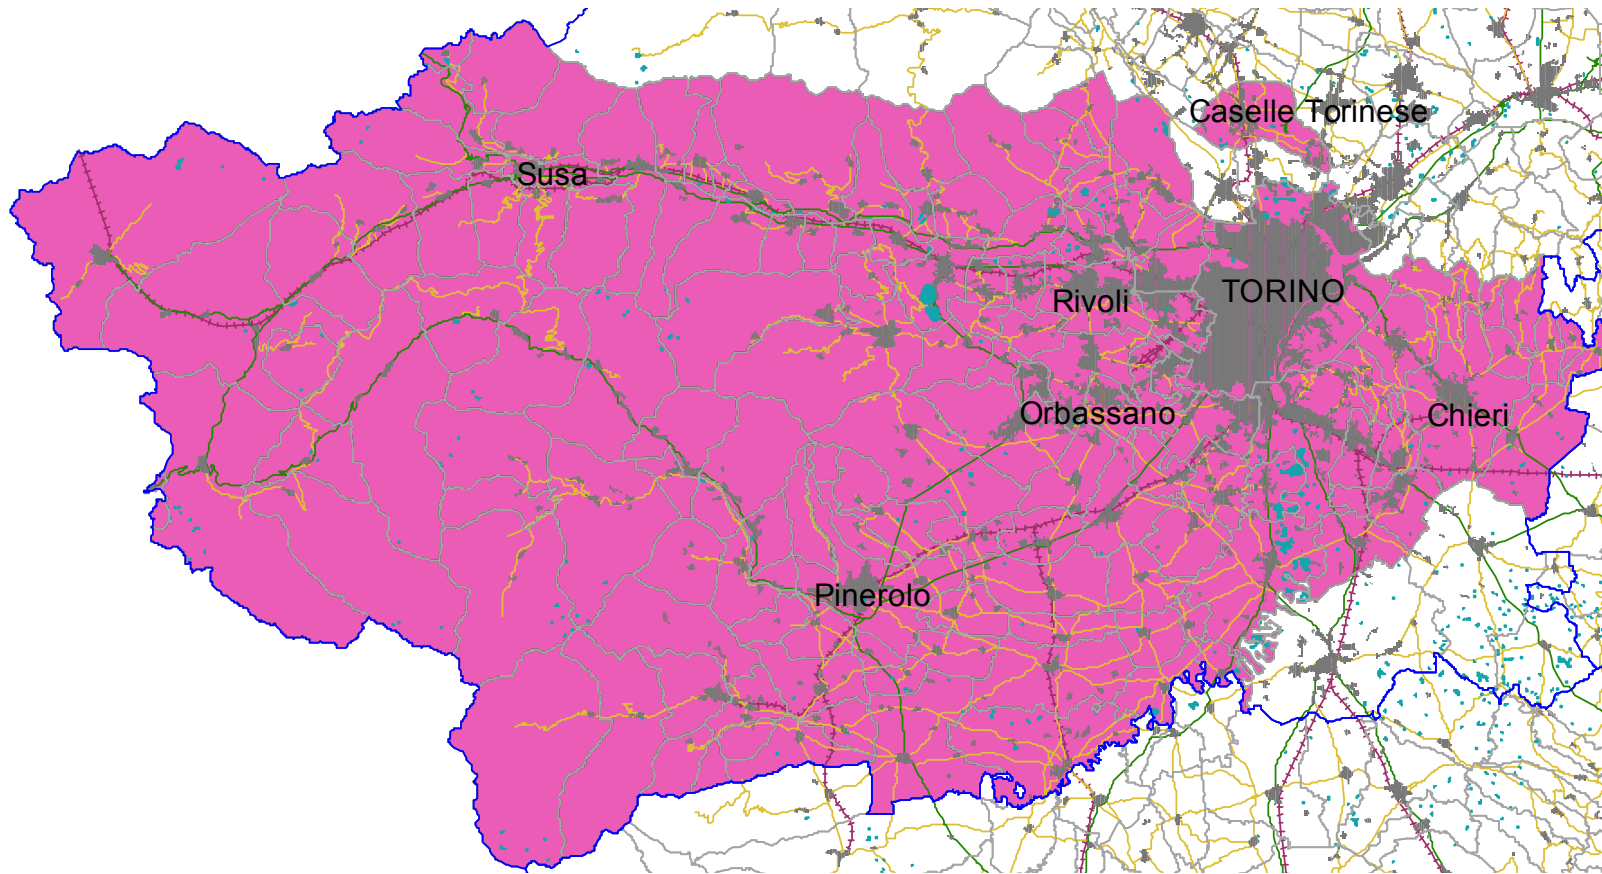 Caselle Torinese
Susa
Rivoli
TORINO
Orbassano
Chieri
Pinerolo